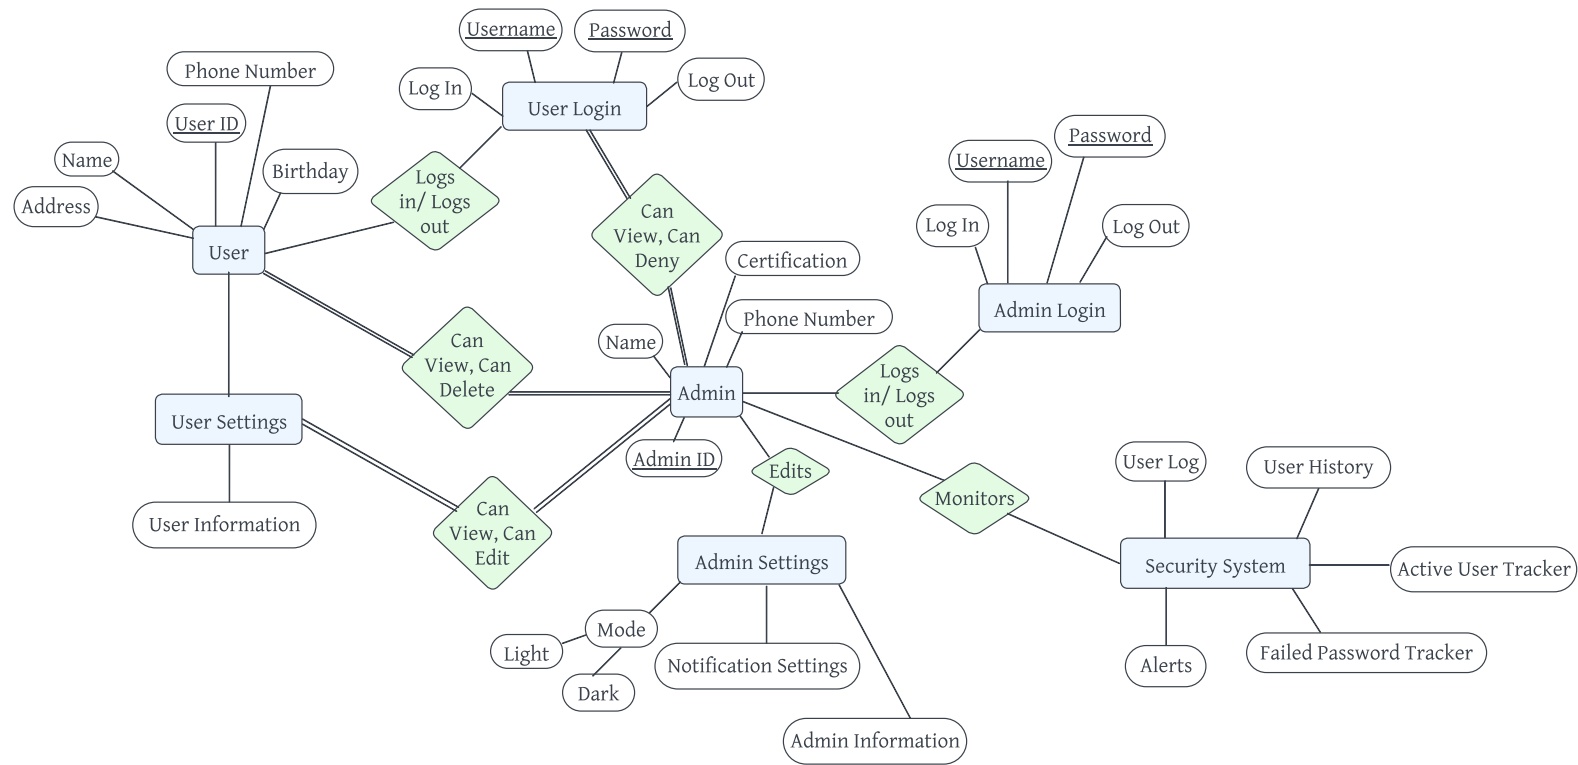 Username
Password
Phone Number
Log In
Log Out
User Login
User ID
Password
Name
Birthday
Username
Logs
in/ Logs
out
Address
Can
View, Can
Deny
Log In
Log Out
User
Certification
Admin Login
Phone Number
Can
View, Can
Delete
Name
Admin
Logs
in/ Logs
out
User Settings
Admin ID
Edits
User Log
User History
Monitors
User Information
Can
View, Can
Edit
Admin Settings
Security System
Active User Tracker
Mode
Light
Notification Settings
Failed Password Tracker
Alerts
Dark
Admin Information